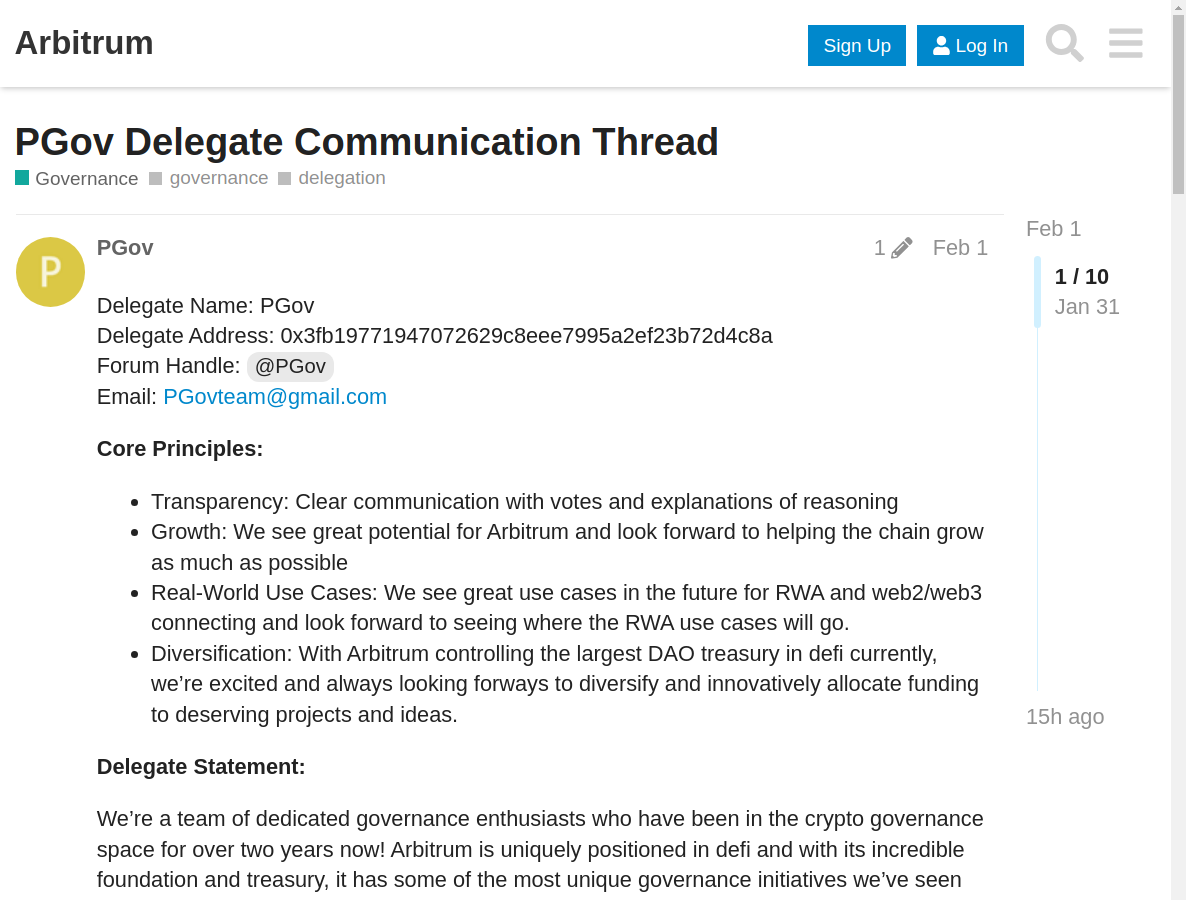 Arbitrum
Sign Up
Log In
PGov Delegate Communication Thread
Governance governance delegation
P
PGov
1
Feb 1
Delegate Name: PGov
Delegate Address: 0x3fb19771947072629c8eee7995a2ef23b72d4c8a
Forum Handle: @PGov
Email: PGovteam@gmail.com
Core Principles:
Transparency: Clear communication with votes and explanations of reasoning
Growth: We see great potential for Arbitrum and look forward to helping the chain grow
as much as possible
Real-World Use Cases: We see great use cases in the future for RWA and web2/web3
connecting and look forward to seeing where the RWA use cases will go.
Diversification: With Arbitrum controlling the largest DAO treasury in defi currently,
we’re excited and always looking forways to diversify and innovatively allocate funding
to deserving projects and ideas.
Delegate Statement:
We’re a team of dedicated governance enthusiasts who have been in the crypto governance
space for over two years now! Arbitrum is uniquely positioned in defi and with its incredible
foundation and treasury, it has some of the most unique governance initiatives we’ve seen
Feb 1
1 / 10
Jan 31
15h ago